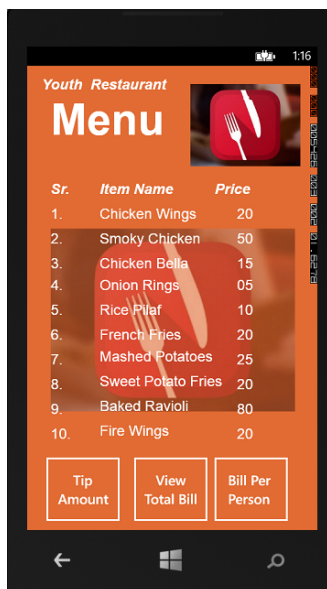 1:16
Youth Restaurant
Menu
Sr. Item Name Price
1. Chicken Wings 20
2. Smoky Chicken 50
3. Chicken Bella 15
4. Onion Rings 05
5. Rice Pilaf 10
6. French Fries 20
7. Mashed Potatoes 25
8. Sweet Potato Fries 20
9. Baked Ravioli 80
10. Fire Wings 20
Tip Amount
View Total Bill
Bill Per Person